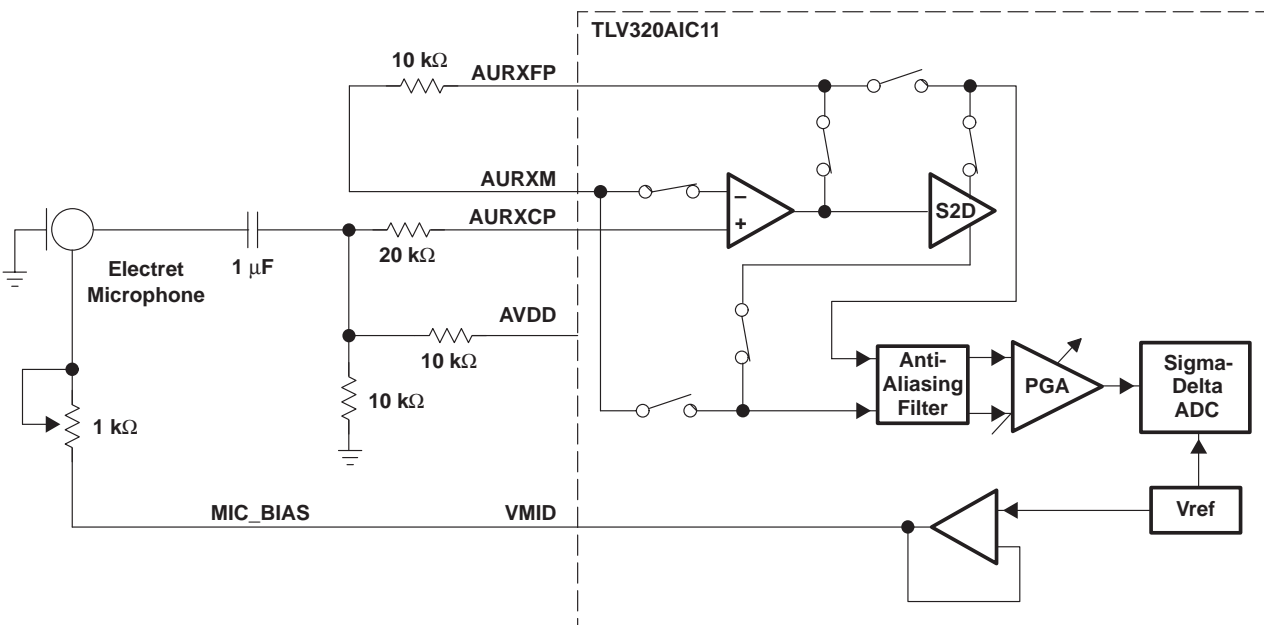 TLV320AIC11
10 kΩ
AURXFP
AURXM
AURXCP
−
+
S2D
20 kΩ
1 μF
Electret
Microphone
AVDD
10 kΩ
10 kΩ
1 kΩ
Anti-
Aliasing
Filter
PGA
Sigma-
Delta
ADC
MIC_BIAS
VMID
Vref